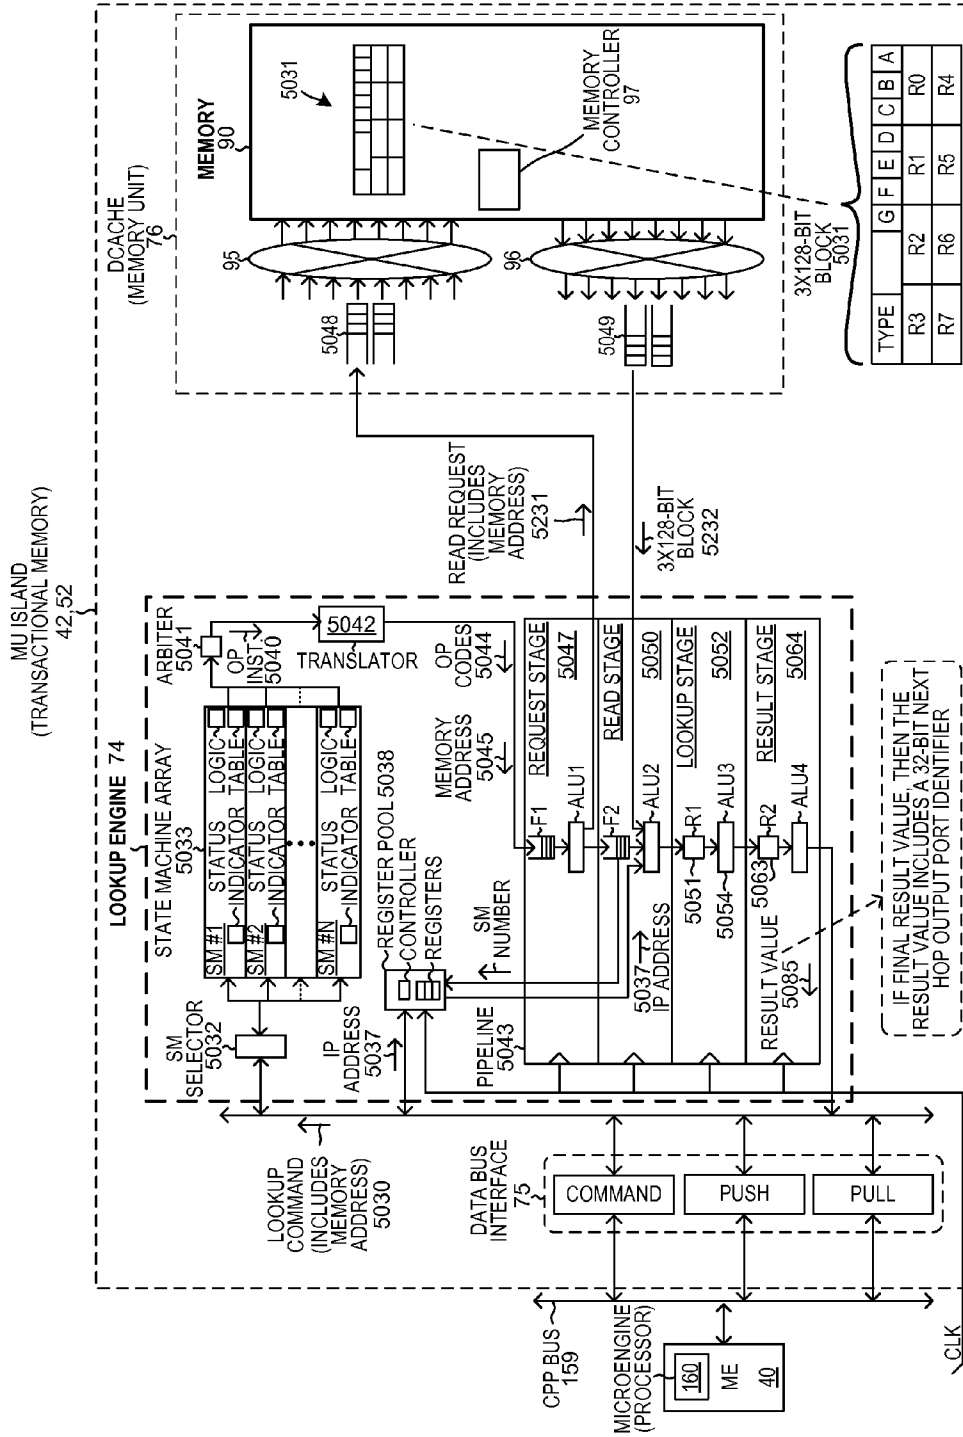 MU ISLAND
(TRANSACTIONAL MEMORY)
42,52
LOOKUP ENGINE 74
STATE MACHINE ARRAY
5033
SM
SELECTOR
5032
SM #1
STATUS
LOGIC
INDICATOR
TABLE
SM #2
STATUS
LOGIC
INDICATOR
TABLE
SM #N
STATUS
LOGIC
INDICATOR
TABLE
ARBITER
5041
OP
INST.
5040
5042
TRANSLATOR
IP
ADDRESS
5037
REGISTER POOL 5038
CONTROLLER
REGISTERS
SM
NUMBER
MEMORY
ADDRESS
5045
OP
CODES
5044
PIPELINE
5043
F1
ALU1
REQUEST STAGE
5047
F2
ALU2
READ STAGE
5050
5037
IP ADDRESS
R1
5051
ALU3
5054
LOOKUP STAGE
5052
RESULT VALUE
5085
R2
5063
ALU4
RESULT STAGE
5064
IF FINAL RESULT VALUE, THEN THE
RESULT VALUE INCLUDES A 32-BIT NEXT
HOP OUTPUT PORT IDENTIFIER
READ REQUEST
(INCLUDES
MEMORY
ADDRESS)
5231
3X128-BIT
BLOCK
5232
DCACHE
(MEMORY UNIT)
76
95
5048
96
5049
MEMORY
90
5031
MEMORY
CONTROLLER
97
3X128-BIT
BLOCK
5031
TYPE
G
F
E
D
C
B
A
R3
R2
R1
R0
R7
R6
R5
R4
LOOKUP
COMMAND
(INCLUDES
MEMORY
ADDRESS)
5030
DATA BUS
INTERFACE
75
COMMAND
PUSH
PULL
CPP BUS
159
MICROENGINE
(PROCESSOR)
160
ME
40
CLK